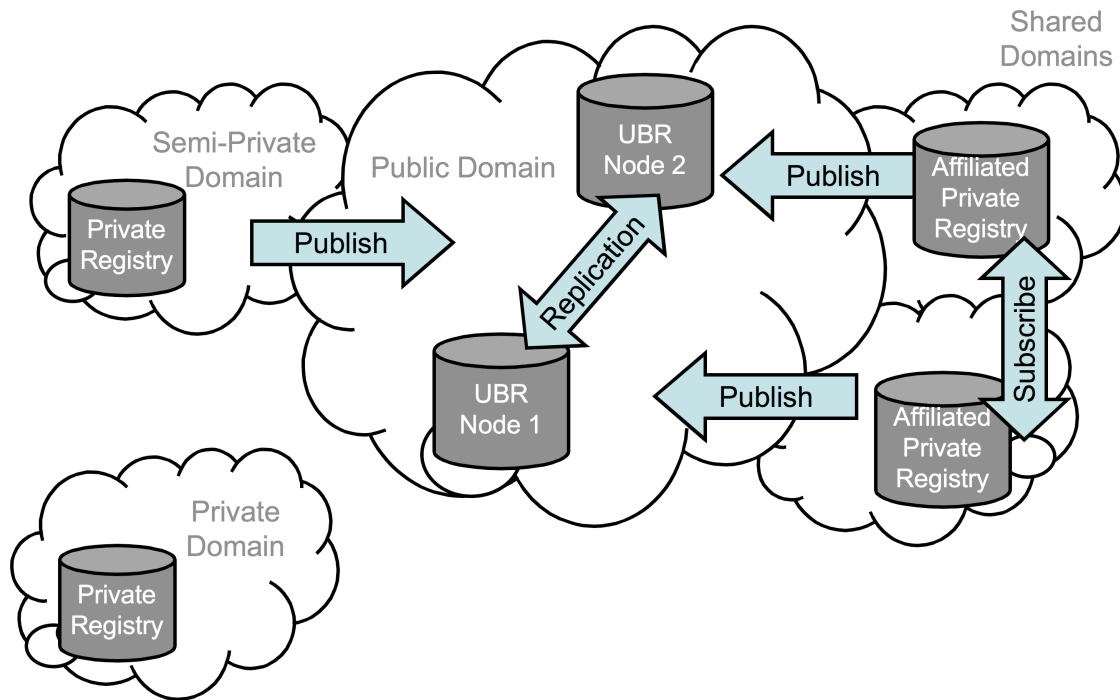 Shared
Domains
Semi-Private
Domain
Private
Registry
Publish
Public Domain
UBR
Node 2
Replication
UBR
Node 1
Publish
Affiliated
Private
Registry
Subscribe
Publish
Affiliated
Private
Registry
Private
Domain
Private
Registry